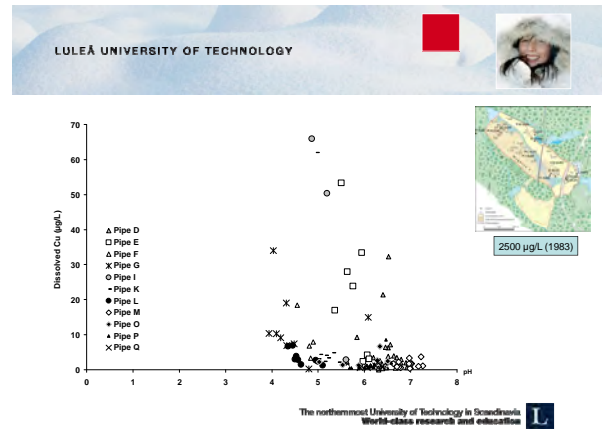 LULEÅ UNIVERSITY OF TECHNOLOGY
70
60
50
40
30
20
10
0
Dissolved Cu (µg/L)
Pipe D
Pipe E
Pipe F
Pipe G
Pipe I
Pipe K
Pipe L
Pipe M
Pipe O
Pipe P
Pipe Q
0 1 2 3 4 5 6 7 8
pH
2500 µg/L (1983)
The northernmost University of Technology in Scandinavia
World-class research and education
L